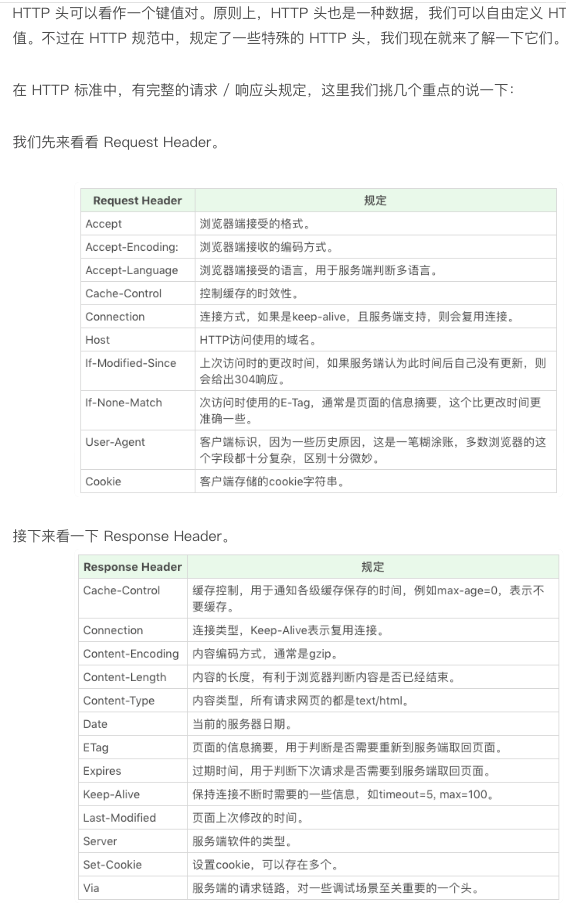 HTTP 头可以看作一个键值对。原则上，HTTP 头也是一种数据，我们可以自由定义 HT
值。不过在 HTTP 规范中，规定了一些特殊的 HTTP 头，我们现在就来了解一下它们。
在 HTTP 标准中，有完整的请求 / 响应头规定，这里我们挑几个重点的说一下：
我们先来看看 Request Header。
Request Header 规定
Accept 浏览器端接受的格式。
Accept-Encoding: 浏览器端接收的编码方式。
Accept-Language 浏览器端接受的语言，用于服务端判断多语言。
Cache-Control 控制缓存的时效性。
Connection 连接方式，如果是keep-alive，且服务端支持，则会复用连接。
Host HTTP访问使用的域名。
If-Modified-Since 上次访问时的更改时间，如果服务端认为此时间后自己没有更新，则
会给出304响应。
If-None-Match 次访问时使用的E-Tag，通常是页面的信息摘要，这个比更改时间更
准确一些。
User-Agent 客户端标识，因为一些历史原因，这是一笔糊涂账，多数浏览器的这
个字段都十分复杂，区别十分微妙。
Cookie 客户端存储的cookie字符串。
接下来看一下 Response Header。
Response Header 规定
Cache-Control 缓存控制，用于通知各级缓存保存的时间，例如max-age=0，表示不
要缓存。
Connection 连接类型，Keep-Alive表示复用连接。
Content-Encoding 内容编码方式，通常是gzip。
Content-Length 内容的长度，有利于浏览器判断内容是否已经结束。
Content-Type 内容类型，所有请求网页的都是text/html。
Date 当前的服务器日期。
ETag 页面的信息摘要，用于判断是否需要重新到服务端取回页面。
Expires 过期时间，用于判断下次请求是否需要到服务端取回页面。
Keep-Alive 保持连接不断时需要的一些信息，如timeout=5, max=100。
Last-Modified 页面上次修改的时间。
Server 服务端软件的类型。
Set-Cookie 设置cookie，可以存在多个。
Via 服务端的请求链路，对一些调试场景至关重要的一个头。